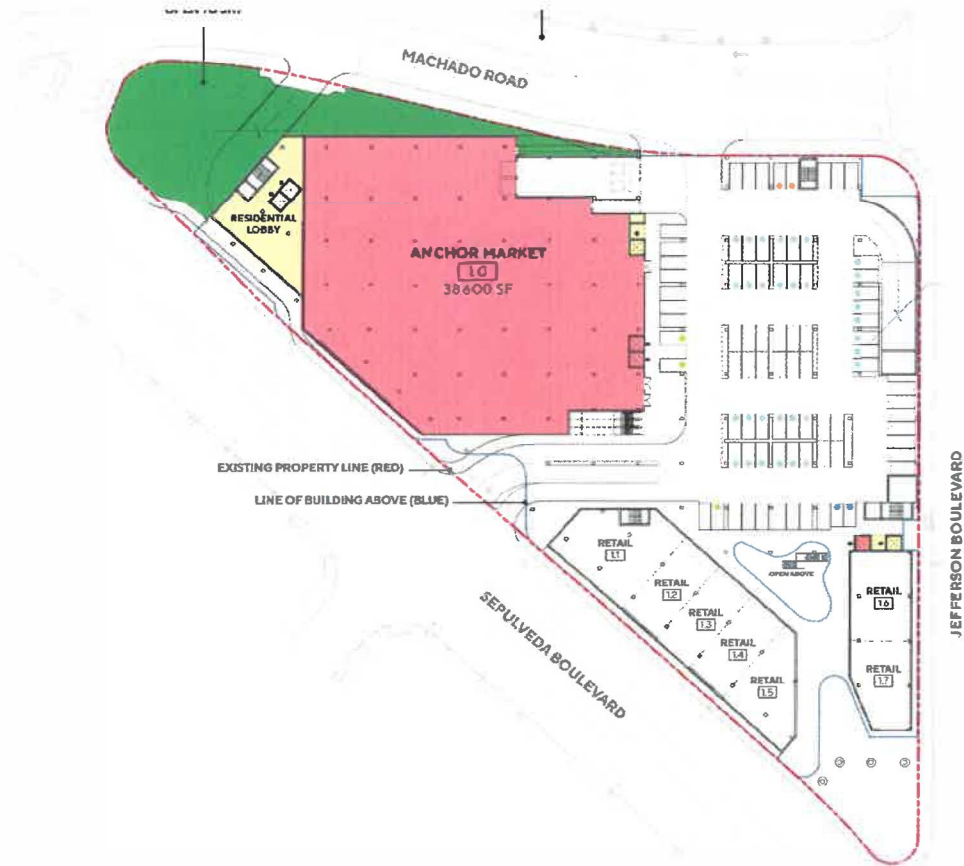 MACHADO ROAD
RESIDENTIAL
LOBBY
ANCHOR MARKET
1.0
38600 SF
EXISTING PROPERTY LINE (RED)
LINE OF BUILDING ABOVE (BLUE)
JEFFERSON BOULEVARD
SEPULVEDA BOULEVARD
RETAIL
1.1
RETAIL
1.2
RETAIL
1.3
RETAIL
1.4
RETAIL
1.5
OPEN ABOVE
RETAIL
1.6
RETAIL
1.7